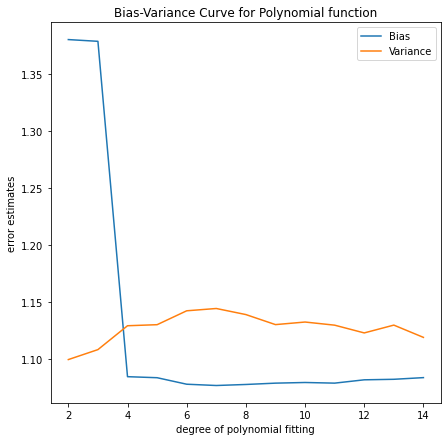 Bias-Variance Curve for Polynomial function
Bias
Variance
error estimates
1.35
1.30
1.25
1.20
1.15
1.10
2 4 6 8 10 12 14
degree of polynomial fitting